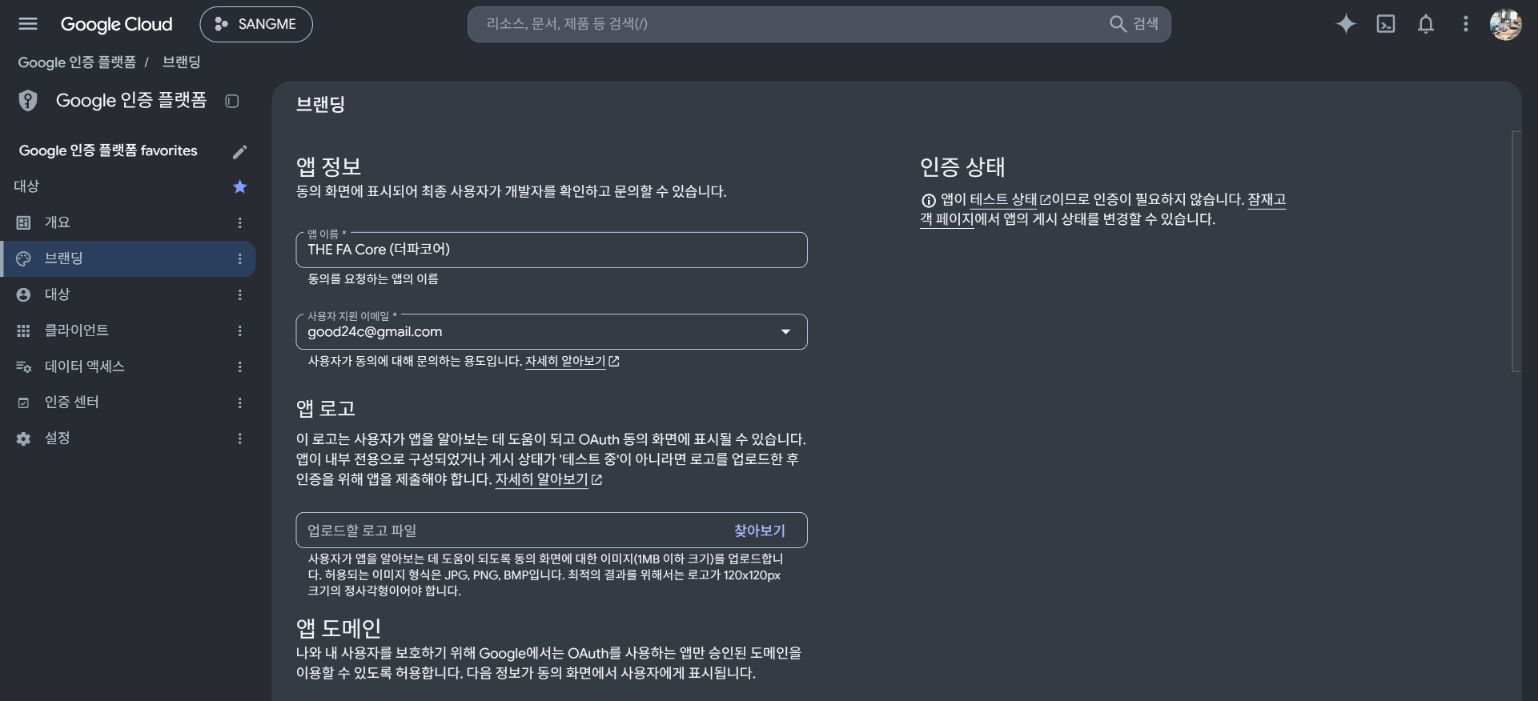 Google Cloud
SANGME
리소스, 문서, 제품 등 검색(/)
검색
Google 인증 플랫폼 / 브랜딩
Google 인증 플랫폼
Google 인증 플랫폼 favorites
대상
개요
브랜딩
대상
클라이언트
데이터 액세스
인증 센터
설정
브랜딩
앱 정보
동의 화면에 표시되어 최종 사용자가 개발자를 확인하고 문의할 수 있습니다.
앱 이름 *
THE FA Core (더파코어)
동의를 요청하는 앱의 이름
사용자 지원 이메일 *
good24c@gmail.com
사용자가 동의에 대해 문의하는 용도입니다. 자세히 알아보기
앱 로고
이 로고는 사용자가 앱을 알아보는 데 도움이 되고 OAuth 동의 화면에 표시될 수 있습니다.
앱이 내부 전용으로 구성되었거나 게시 상태가 '테스트 중'이 아니라면 로고를 업로드한 후
인증을 위해 앱을 제출해야 합니다. 자세히 알아보기
업로드할 로고 파일
찾아보기
사용자가 앱을 알아보는 데 도움이 되도록 동의 화면에 대한 이미지(1MB 이하 크기)를 업로드합니
다. 허용되는 이미지 형식은 JPG, PNG, BMP입니다. 최적의 결과를 위해서는 로고가 120x120px
크기의 정사각형이어야 합니다.
앱 도메인
나와 내 사용자를 보호하기 위해 Google에서는 OAuth를 사용하는 앱만 승인된 도메인을
이용할 수 있도록 허용합니다. 다음 정보가 동의 화면에서 사용자에게 표시됩니다.
인증 상태
앱이 테스트 상태이므로 인증이 필요하지 않습니다. 잠재고
객 페이지에서 앱의 게시 상태를 변경할 수 있습니다.